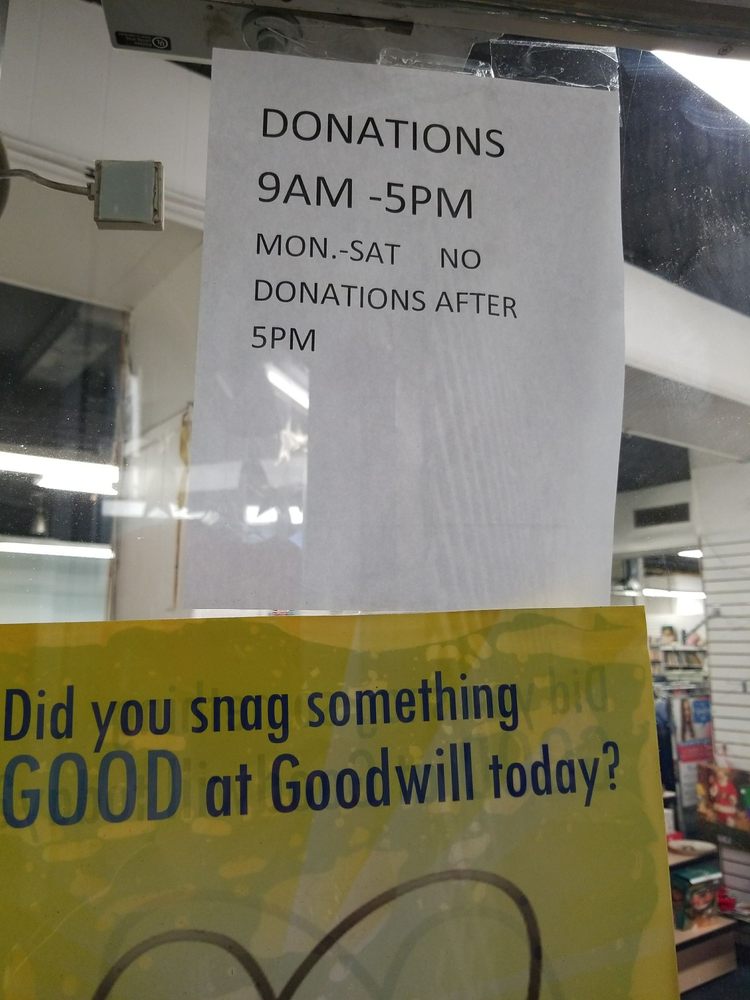 DONATIONS
9AM -5PM
MON.-SAT NO
DONATIONS AFTER
5PM
Did you snag something
GOOD at Goodwill today?